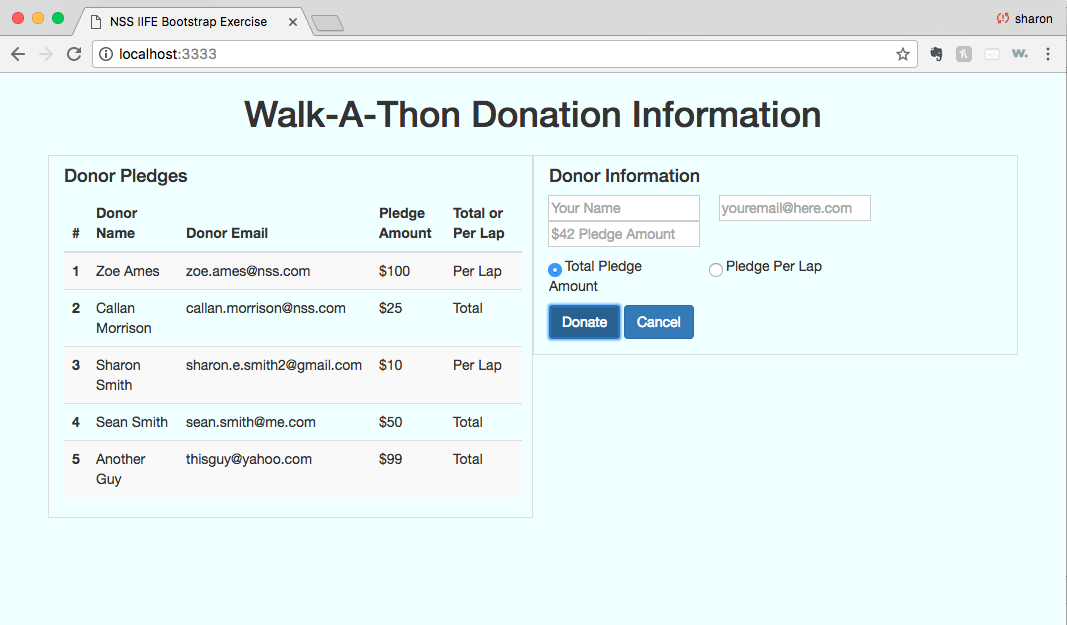 NSS IIFE Bootstrap Exercise
sharon
localhost:3333
w.
Walk-A-Thon Donation Information
Donor Pledges
# Donor Name Donor Email Pledge Amount Total or Per Lap
1 Zoe Ames zoe.ames@nss.com $100 Per Lap
2 Callan Morrison callan.morrison@nss.com $25 Total
3 Sharon Smith sharon.e.smith2@gmail.com $10 Per Lap
4 Sean Smith sean.smith@me.com $50 Total
5 Another Guy thisguy@yahoo.com $99 Total
Donor Information
Your Name youremail@here.com
$42 Pledge Amount
Total Pledge Amount Pledge Per Lap
Donate Cancel